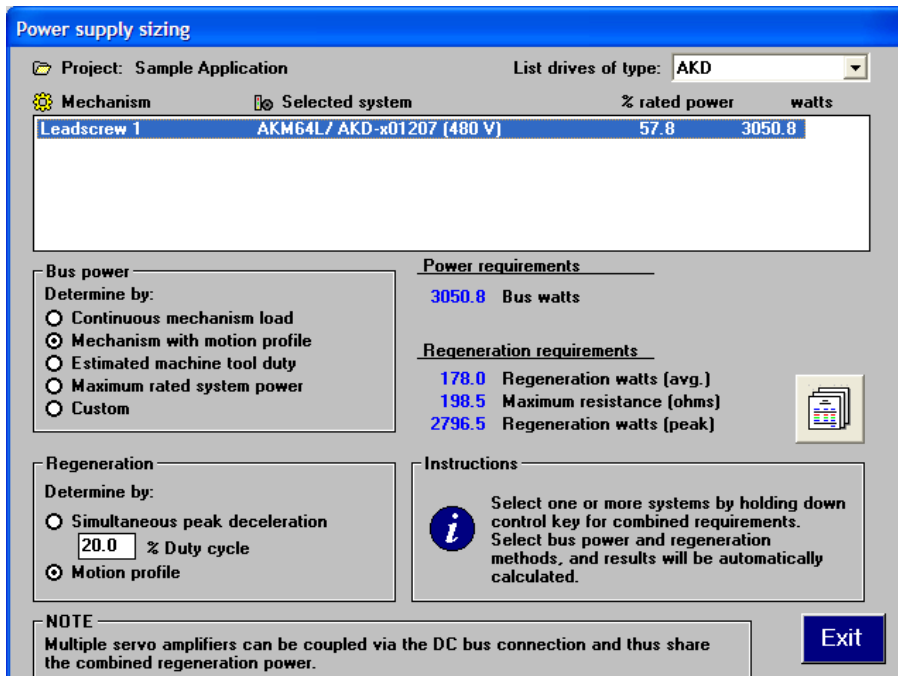 Power supply sizing
Project: Sample Application
List drives of type: AKD
Mechanism Selected system % rated power watts
Leadscrew 1 AKM64L/ AKD-x01207 (480 V) 57.8 3050.8
Bus power
Determine by:
Continuous mechanism load
Mechanism with motion profile
Estimated machine tool duty
Maximum rated system power
Custom
Power requirements
3050.8 Bus watts
Regeneration requirements
178.0 Regeneration watts (avg.)
198.5 Maximum resistance (ohms)
2796.5 Regeneration watts (peak)
Regeneration
Determine by:
Simultaneous peak deceleration
20.0 % Duty cycle
Motion profile
Instructions
i
Select one or more systems by holding down
control key for combined requirements.
Select bus power and regeneration
methods, and results will be automatically
calculated.
NOTE
Multiple servo amplifiers can be coupled via the DC bus connection and thus share
the combined regeneration power.
Exit